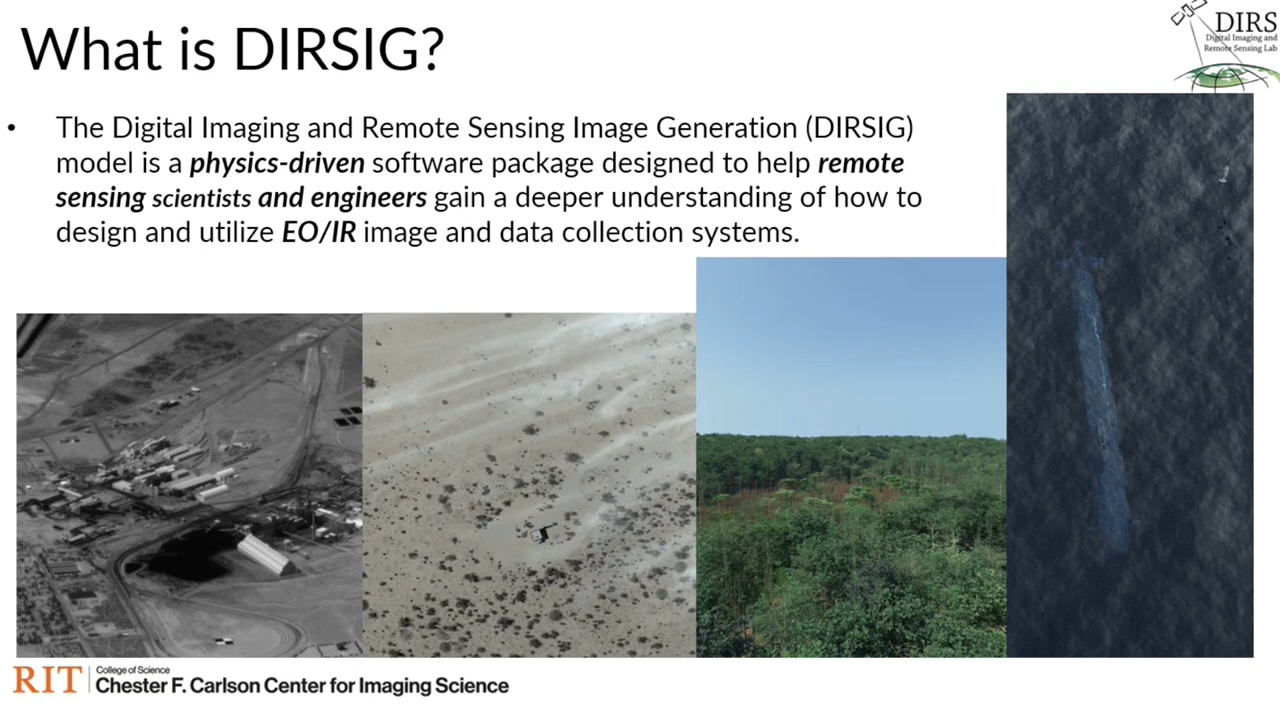 What is DIRSIG?
DIRS
Digital Imaging and
Remote Sensing Lab
• The Digital Imaging and Remote Sensing Image Generation (DIRSIG)
model is a physics-driven software package designed to help remote
sensing scientists and engineers gain a deeper understanding of how to
design and utilize EO/IR image and data collection systems.
RIT
College of Science
Chester F. Carlson Center for Imaging Science